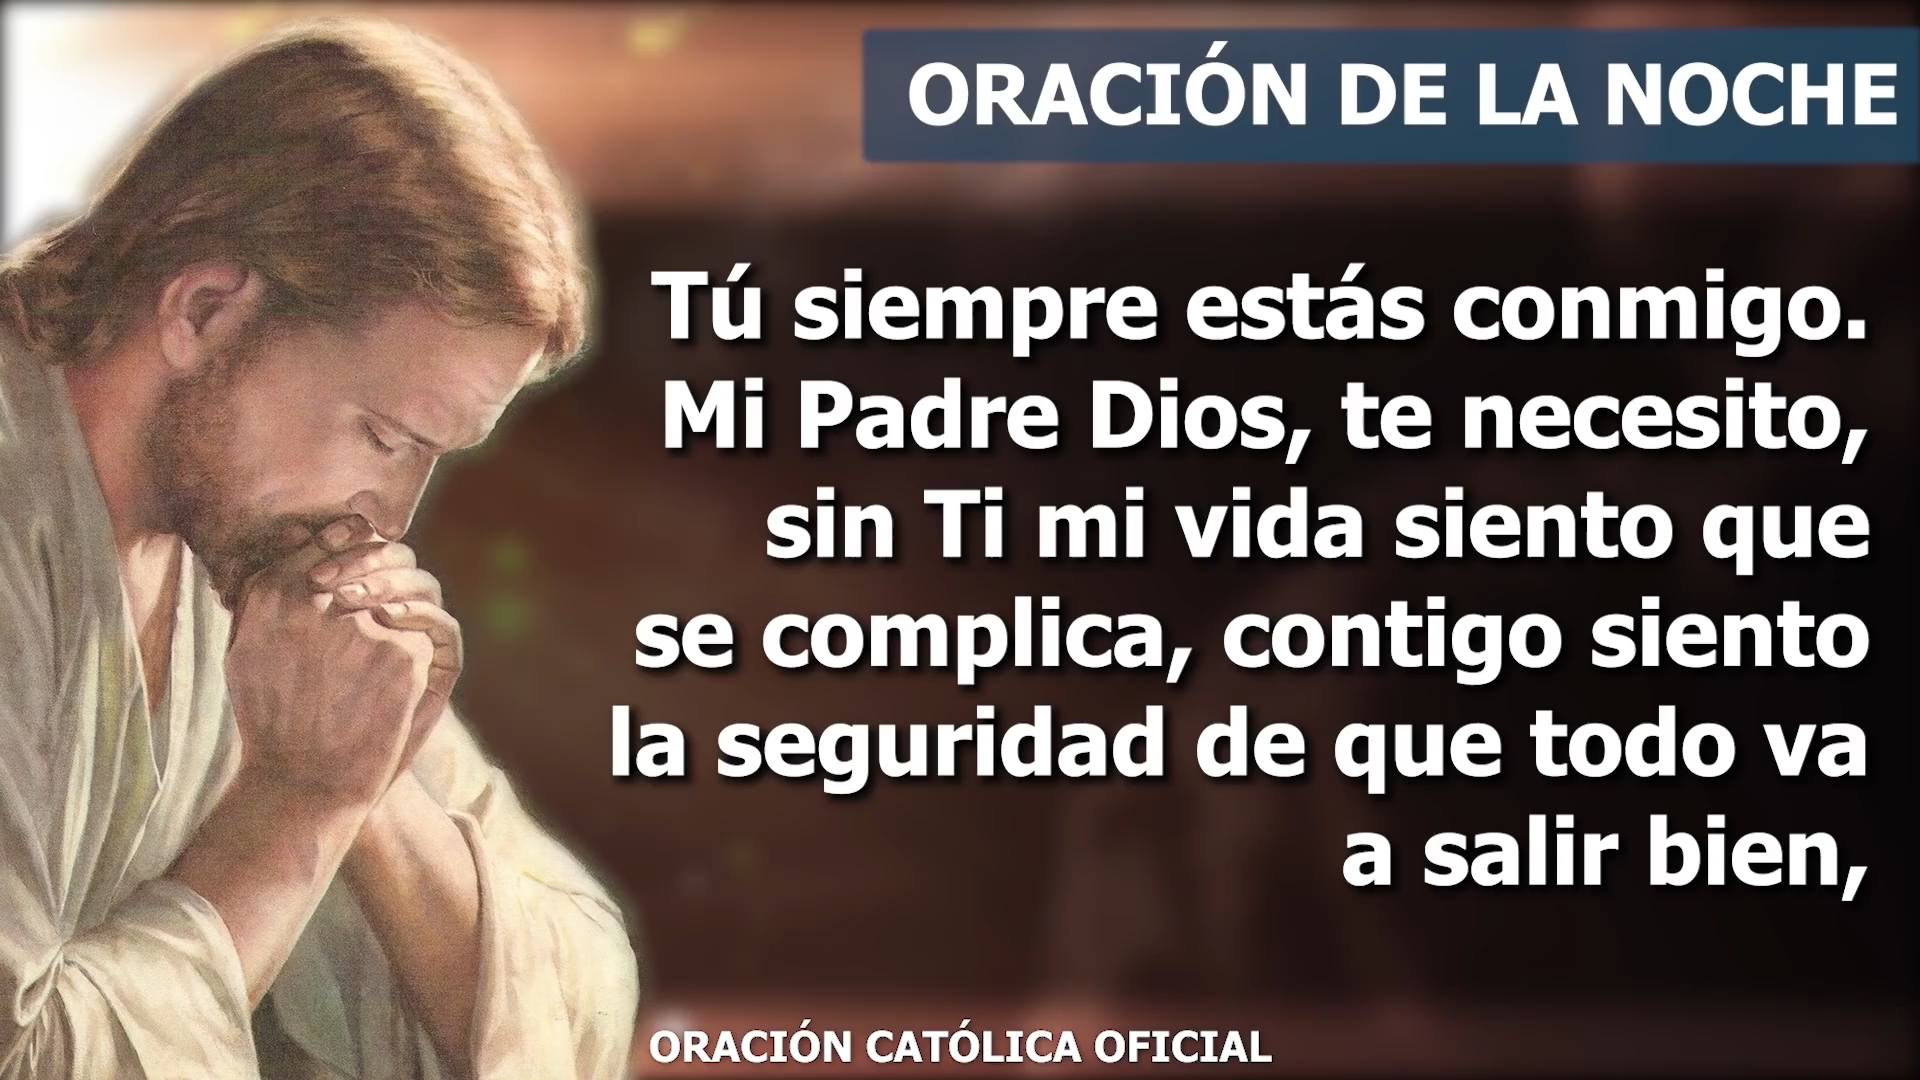 ORACIÓN DE LA NOCHE
Tú siempre estás conmigo.
Mi Padre Dios, te necesito,
sin Ti mi vida siento que
se complica, contigo siento
la seguridad de que todo va
a salir bien,
ORACIÓN CATÓLICA OFICIAL